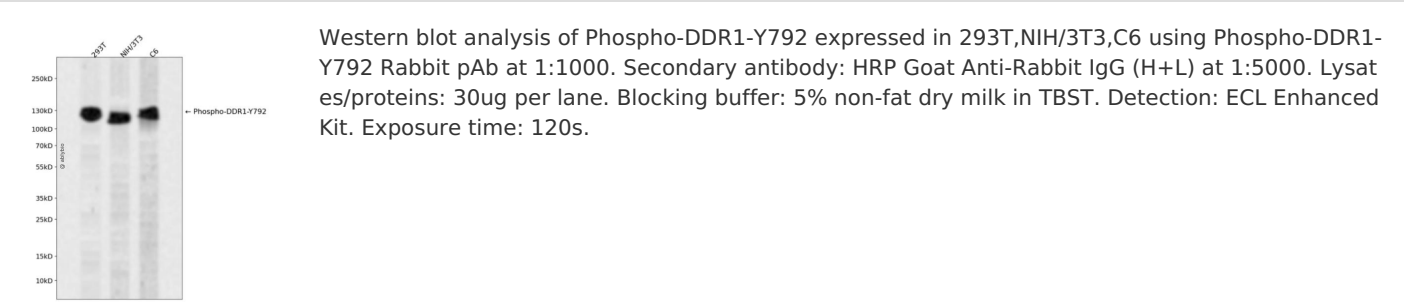 293T
NIH/3T3
C6
250kD
130kD
100kD
70kD
55kD
35kD
25kD
15kD
10kD
← Phospho-DDR1-Y792
@ abybio
Western blot analysis of Phospho-DDR1-Y792 expressed in 293T,NIH/3T3,C6 using Phospho-DDR1-
Y792 Rabbit pAb at 1:1000. Secondary antibody: HRP Goat Anti-Rabbit IgG (H+L) at 1:5000. Lysat
es/proteins: 30ug per lane. Blocking buffer: 5% non-fat dry milk in TBST. Detection: ECL Enhanced
Kit. Exposure time: 120s.